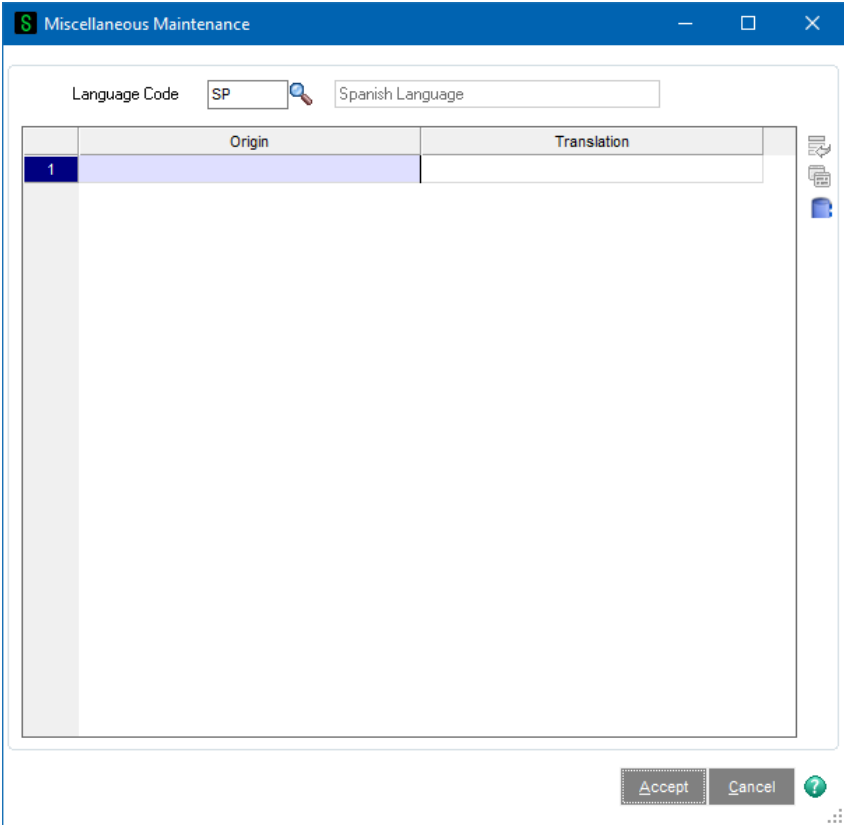 S Miscellaneous Maintenance
Language Code SP Spanish Language
Origin Translation
1
Accept Cancel ?